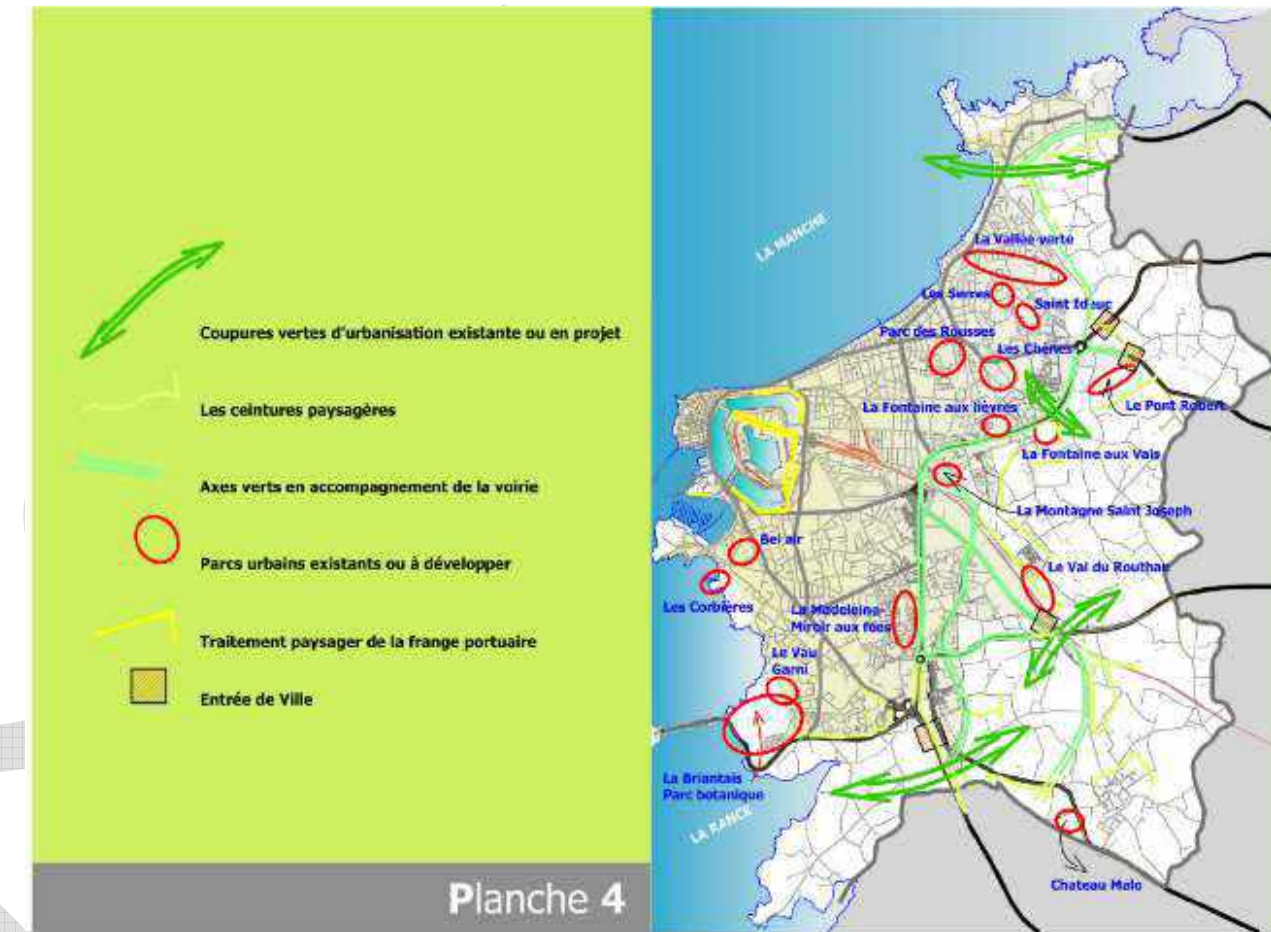 Coupures vertes d'urbanisation existante ou en projet
Les ceintures paysagères
Axes verts en accompagnement de la voirie
Parcs urbains existants ou à développer
Traitement paysager de la frange portuaire
Entrée de Ville
Planche 4
LA MANCHE
La Vallée verte
Les Serres
Saint Ideuc
Parc des Rousses
Les Chênes
La Fontaine aux lièvres
Le Pont Robert
La Fontaine aux Vais
La Montagne Saint Joseph
Bel air
Le Val du Routhan
Les Corbières
La Madeleine
Miroir aux fées
Le Vau
Garni
La Briantais
Parc botanique
LA RANCE
Chateau Malo